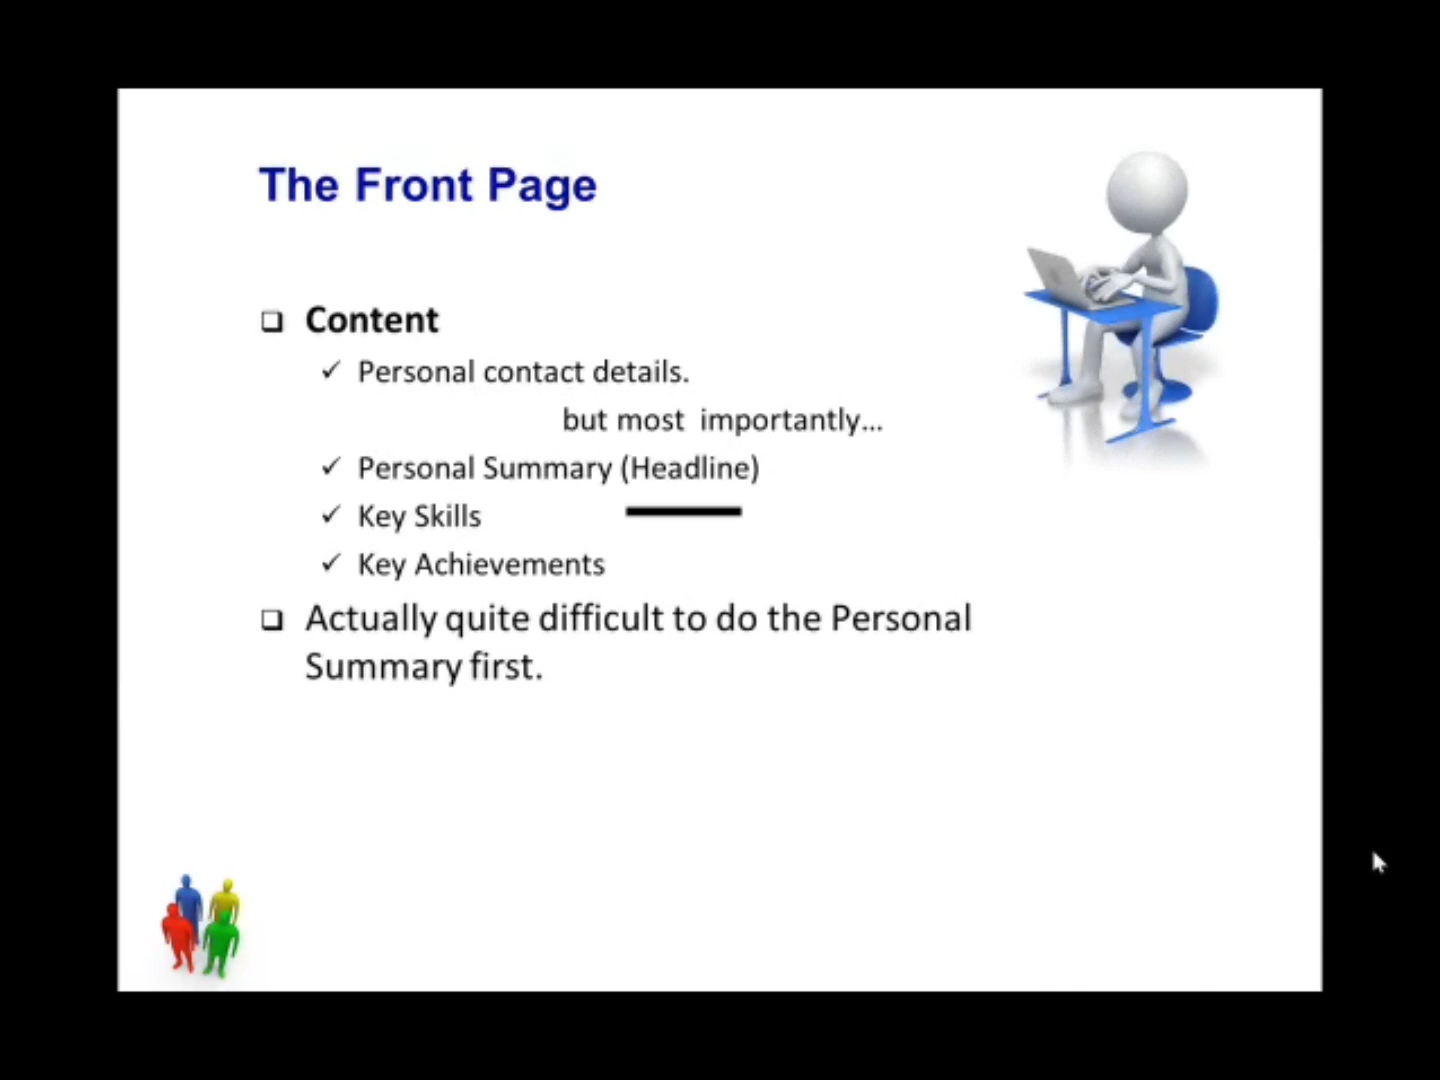 The Front Page
Content
Personal contact details.
but most importantly...
Personal Summary (Headline)
Key Skills
Key Achievements
Actually quite difficult to do the Personal
Summary first.